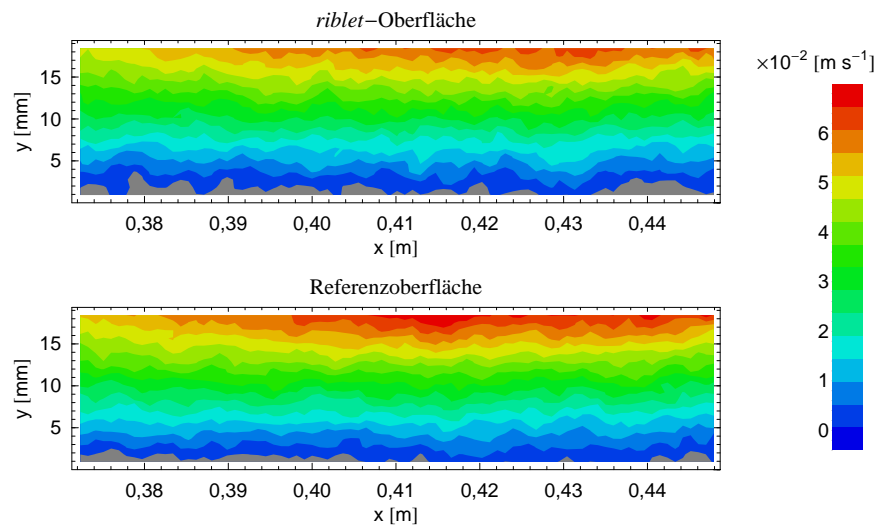 riblet−Oberfläche
×10−2 [m s−1]
y [mm]
15
10
5
0,38 0,39 0,40 0,41 0,42 0,43 0,44
x [m]
6
5
4
3
2
1
0
Referenzoberfläche
y [mm]
15
10
5
0,38 0,39 0,40 0,41 0,42 0,43 0,44
x [m]